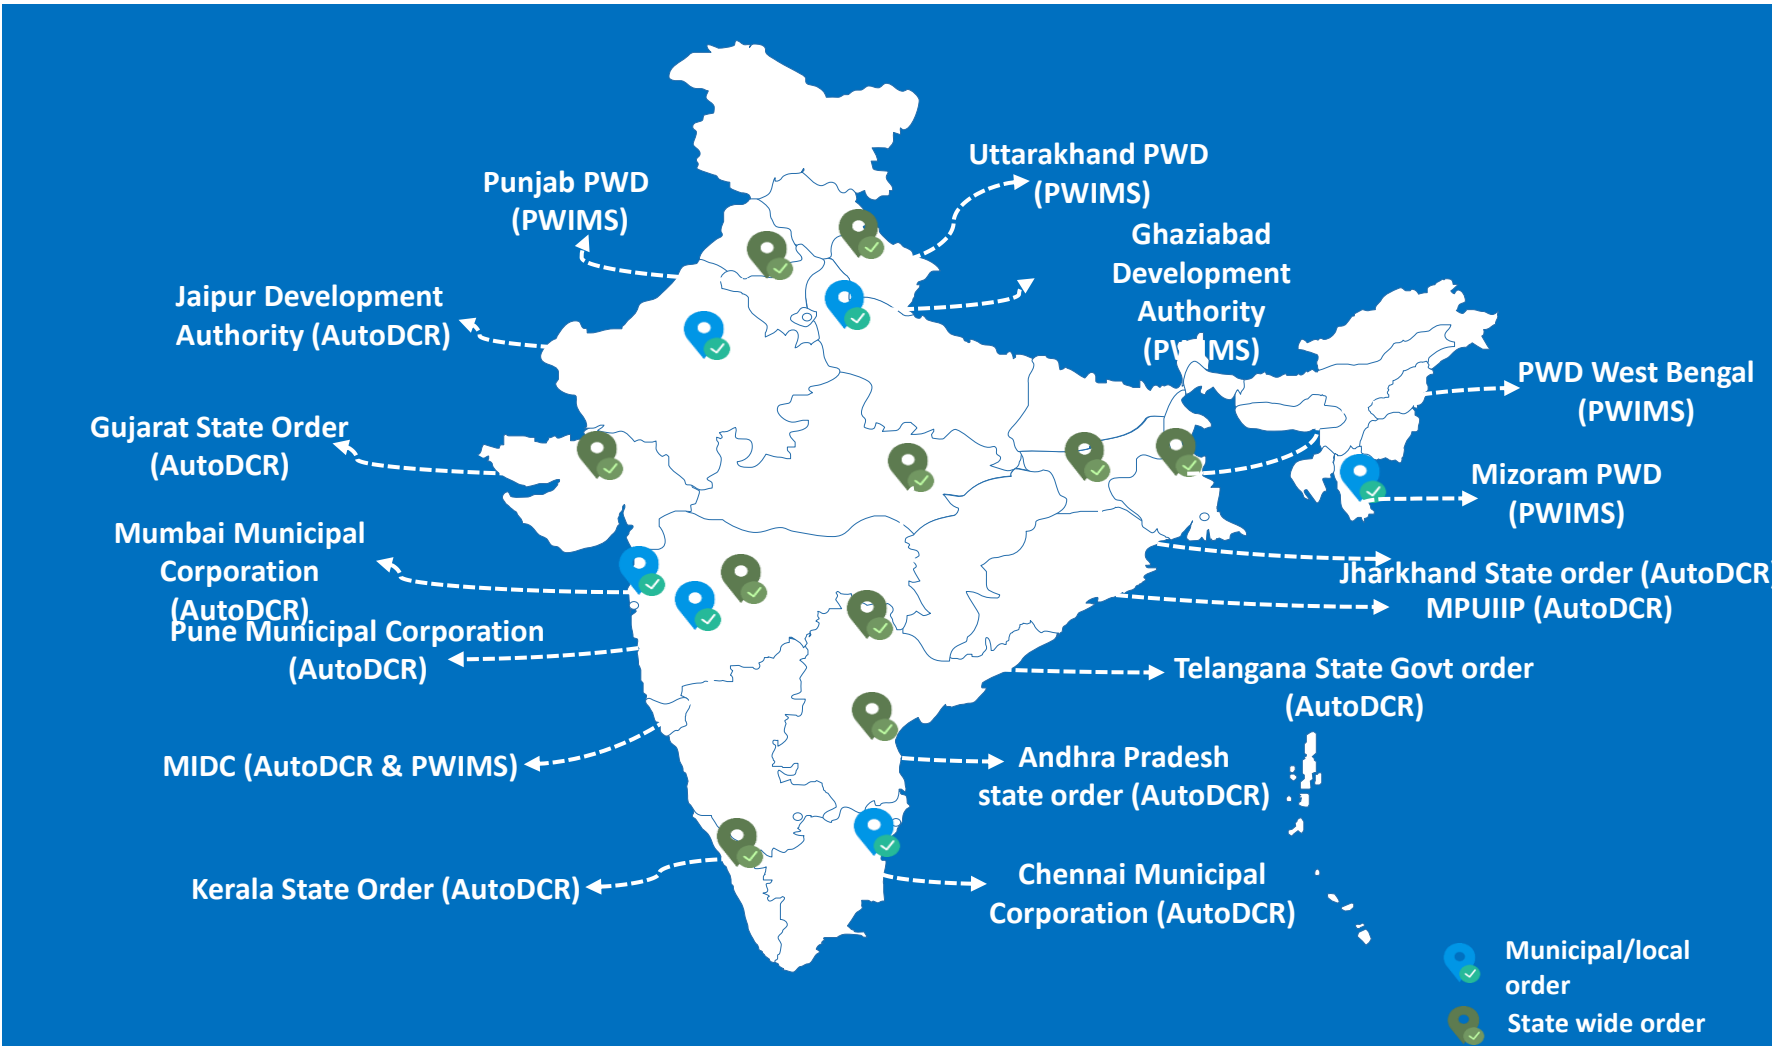 Uttarakhand PWD
(PWIMS)
Punjab PWD
(PWIMS)
Ghaziabad
Development
Authority
(PWIMS)
Jaipur Development
Authority (AutoDCR)
PWD West Bengal
(PWIMS)
Gujarat State Order
(AutoDCR)
Mizoram PWD
(PWIMS)
Mumbai Municipal
Corporation
(AutoDCR)
Jharkhand State order (AutoDCR)
MPUIIP (AutoDCR)
Pune Municipal Corporation
(AutoDCR)
Telangana State Govt order
(AutoDCR)
MIDC (AutoDCR & PWIMS)
Andhra Pradesh
state order (AutoDCR)
Kerala State Order (AutoDCR)
Chennai Municipal
Corporation (AutoDCR)
Municipal/local
order
State wide order